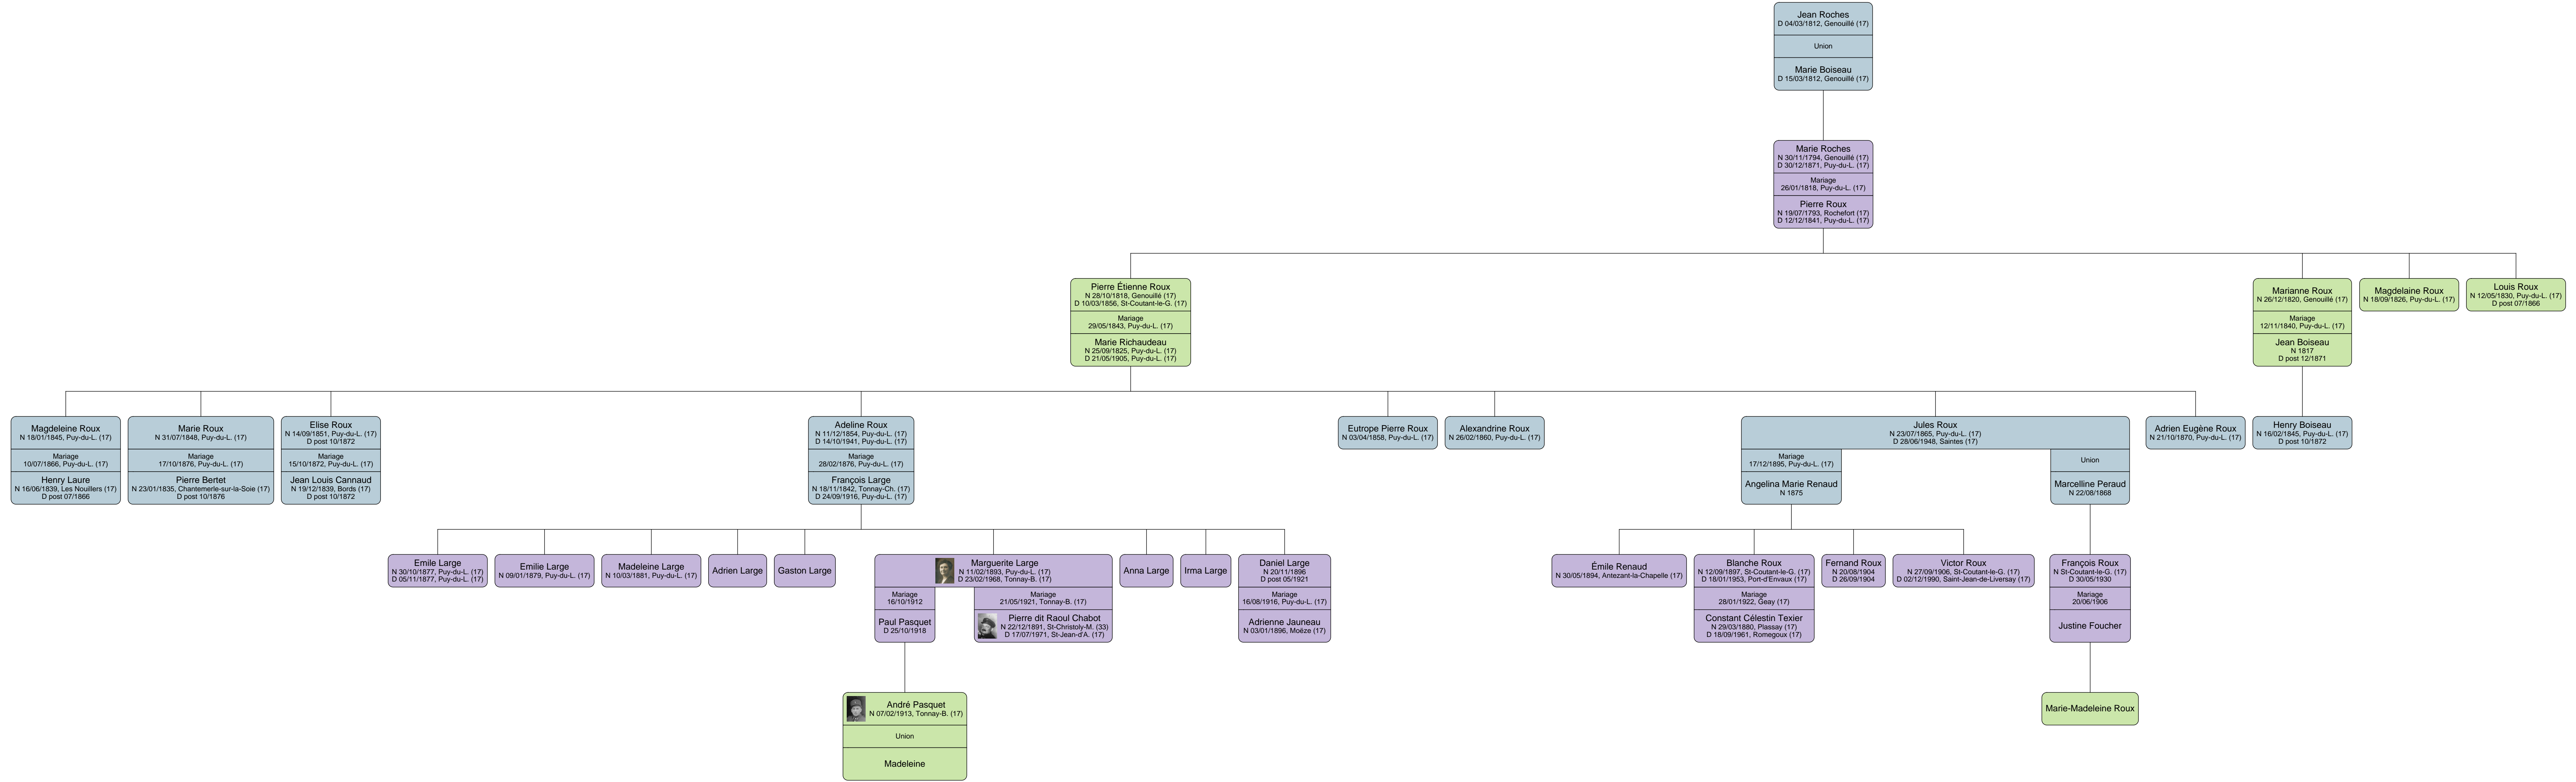 Jean Roches
D 04/03/1812, Genouillé (17)
Union
Marie Boiseau
D 15/03/1812, Genouillé (17)
Marie Roches
N 30/11/1794, Genouillé (17)
D 30/12/1871, Puy-du-L. (17)
Mariage
26/01/1818, Puy-du-L. (17)
Pierre Roux
N 19/07/1793, Rochefort (17)
D 12/12/1841, Puy-du-L. (17)
Pierre Étienne Roux
N 28/10/1818, Genouillé (17)
D 10/03/1856, St-Coutant-le-G. (17)
Mariage
29/05/1843, Puy-du-L. (17)
Marie Richaudeau
N 25/09/1825, Puy-du-L. (17)
D 21/05/1905, Puy-du-L. (17)
Marianne Roux
N 26/12/1820, Genouillé (17)
Mariage
12/11/1840, Puy-du-L. (17)
Jean Boiseau
N 1817
D post 12/1871
Magdelaine Roux
N 18/09/1826, Puy-du-L. (17)
Louis Roux
N 12/05/1830, Puy-du-L. (17)
D post 07/1866
Magdeleine Roux
N 18/01/1845, Puy-du-L. (17)
Mariage
10/07/1866, Puy-du-L. (17)
Henry Laure
N 16/06/1839, Les Nouillers (17)
D post 07/1866
Marie Roux
N 31/07/1848, Puy-du-L. (17)
Mariage
17/10/1876, Puy-du-L. (17)
Pierre Bertet
N 23/01/1835, Chantemerle-sur-la-Soie (17)
D post 10/1876
Elise Roux
N 14/09/1851, Puy-du-L. (17)
D post 10/1872
Mariage
15/10/1872, Puy-du-L. (17)
Jean Louis Cannaud
N 19/12/1839, Bords (17)
D post 10/1872
Adeline Roux
N 11/12/1854, Puy-du-L. (17)
D 14/10/1941, Puy-du-L. (17)
Mariage
28/02/1876, Puy-du-L. (17)
François Large
N 18/11/1842, Tonnay-Ch. (17)
D 24/09/1916, Puy-du-L. (17)
Eutrope Pierre Roux
N 03/04/1858, Puy-du-L. (17)
Alexandrine Roux
N 26/02/1860, Puy-du-L. (17)
Jules Roux
N 23/07/1865, Puy-du-L. (17)
D 28/06/1948, Saintes (17)
Mariage
17/12/1895, Puy-du-L. (17)
Angelina Marie Renaud
N 1875
Union
Marcelline Peraud
N 22/08/1868
Adrien Eugène Roux
N 21/10/1870, Puy-du-L. (17)
Henry Boiseau
N 16/02/1845, Puy-du-L. (17)
D post 10/1872
Emile Large
N 30/10/1877, Puy-du-L. (17)
D 05/11/1877, Puy-du-L. (17)
Emilie Large
N 09/01/1879, Puy-du-L. (17)
Madeleine Large
N 10/03/1881, Puy-du-L. (17)
Adrien Large
Gaston Large
Marguerite Large
N 11/02/1893, Puy-du-L. (17)
D 23/02/1968, Tonnay-B. (17)
Mariage
16/10/1912
Paul Pasquet
D 25/10/1918
Mariage
21/05/1921, Tonnay-B. (17)
Pierre dit Raoul Chabot
N 22/12/1891, St-Christoly-M. (33)
D 17/07/1971, St-Jean-d'A. (17)
Anna Large
Irma Large
Daniel Large
N 20/11/1896
D post 05/1921
Mariage
16/08/1916, Puy-du-L. (17)
Adrienne Jauneau
N 03/01/1896, Moëze (17)
Émile Renaud
N 30/05/1894, Antezant-la-Chapelle (17)
Blanche Roux
N 12/09/1897, St-Coutant-le-G. (17)
D 18/01/1953, Port-d'Envaux (17)
Mariage
28/01/1922, Geay (17)
Constant Célestin Texier
N 29/03/1880, Plassay (17)
D 18/09/1961, Romegoux (17)
Fernand Roux
N 20/08/1904
D 26/09/1904
Victor Roux
N 27/09/1906, St-Coutant-le-G. (17)
D 02/12/1990, Saint-Jean-de-Liversay (17)
François Roux
N St-Coutant-le-G. (17)
D 30/05/1930
Mariage
20/06/1906
Justine Foucher
André Pasquet
N 07/02/1913, Tonnay-B. (17)
Union
Madeleine
Marie-Madeleine Roux